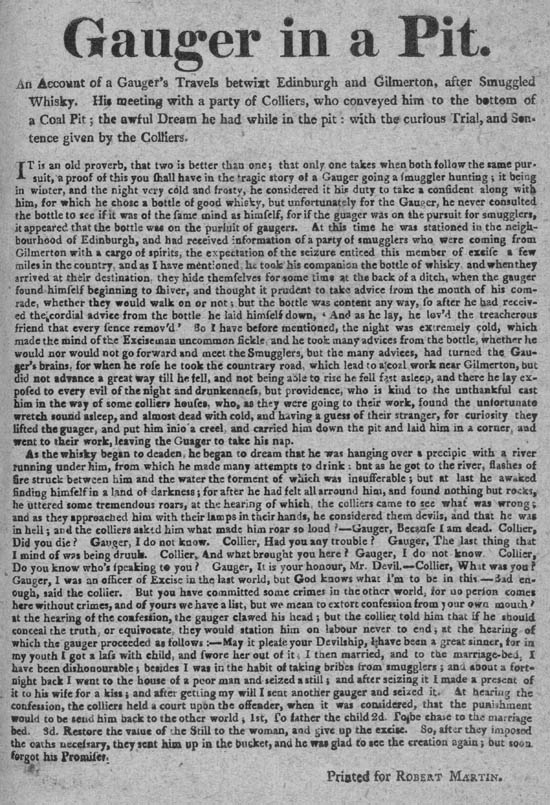 Gauger in a Pit.
An Account of a Gauger's Travels betwixt Edinburgh and Gilmerton, after Smuggled
Whisky. His meeting with a party of Colliers, who conveyed him to the bottom of
a Coal Pit; the awful Dream he had while in the pit: with the curious Trial, and Sen-
tence given by the Colliers.
IT is an old proverb, that two is better than one; that only one takes when both follow the same pur-
suit, a proof of this you ſhall have in the tragic story of a Gauger going a ſmuggler hunting; it being
in winter, and the night very cold and frosty, he considered it his duty to take a confident along with
him, for which he chose a bottle of good whisky, but unfortunately for the Gauger, he never consulted
the bottle to see if it was of the ſame mind as himſelf, for if the guager was on the pursuit for smugglers,
it appeared that the bottle was on the purſuit of gaugers. At this time he was stationed in the neigh-
bourhood of Edinburgh, and had received information of a party of smugglers who were coming from
Gilmerton with a cargo of spirits, the expectation of the seizure enticed this member of exciſe a few
miles in the country, and as I have mentioned, he took his companion the bottle of whisky, and when they
arrived at their destination, they hide themſelves for some time at the back of a ditch, when the gauger
found himſelf beginning to ſhiver, and thought it prudent to take advice from the mouth of his com-
rade, whether they would walk on or not; but the bottle was content any way, ſo after he had receiv-
ed the cordial advice from the bottle he laid himſelf down, ‘ And as he lay, he lov'd the treacherous
friend that every ſence remov'd.’ So I have before mentioned, the night was extremely cold, which
made the mind of the Exciseman uncommon fickle, and he took many advices from the bottle, whether he
would nor would not go forward and meet the Smugglers, but the many advices, had turned the Gau-
ger's brains, for when he roſe he took the countrary road, which lead to a coal work near Gilmerton, but
did not advance a great way till he fell, and not being able to rise he fell faſt asleep, and there he lay ex-
poſed to every evil of the night and drunkenneſs, but providence, who is kind to the unthankful cast
him in the way of some colliers houſes, who, as they were going to their work, found the unfortunate
wretch sound asleep, and almost dead with cold, and having a gueſs of their stranger, for curiosity they
lifted the guager, and put him into a creel, and carried him down the pit and laid him in a corner, and
went to their work, leaving the Guager to take his nap.
As the whisky began to deaden, he began to dream that he was hanging over a precipic with a river
running under him, from which he made many attempts to drink: but as he got to the river, flashes of
fire struck between him and the water the torment of which was inſufferable; but at last he awaked
finding himſelf in a land of darkness; for after he had felt all arround him, and found nothing but rocks,
he uttered some tremendous roars, at the hearing of which, the colliers came to see what was wrong;
and as they approached him with their lamps in their hands, he considered them devils, and that he was
in hell; and the colliers asked him what made him roar so loud?—Gauger, Becauſe I am dead. Collier,
Did you die? Gauger, I do not know. Collier, Had you any trouble? Gauger, The last thing that
I mind of was being drunk. Collier, And what brought you here? Gauger, I do not know. Collier,
Do you know who's ſpeaking to you? Gauger, It is your honour, Mr. Devil.—Collier, What was you?
Gauger, I was an officer of Excise in the last world, but God knows what i'm to be in this—Bad en-
ough, said the collier. But you have committed some crimes in the other world, for no person comes
here without crimes, and of yours we have a list, but we mean to extort confession from your own mouth?
at the hearing of the confeſsion, the gauger clawed his head; but the collier told him that if he should
conceal the truth, or equivocate, they would station him on labour never to end; at the hearing of
which the gauger proceeded as follows:—May it pleaſe your Devilship, I have been a great sinner, for in
my youth I got a laſs with child, and ſwore laer out of it; I then married, and to the marriage-bed, I
have been dishonourable; besides I was in the habit of taking bribes from smugglers; and about a fort-
night back I went to the house of a poor man and seized a still; and after seizing it I made a present of
it to his wife for a kiss; and after getting my will I sent another gauger and seized it. At hearing the
confession, the colliers held a court upon the offender, when it was considered, that the punishment
would to be send him back to the other world; 1st, To father the child 2d. To be chase to the marriage
bed. 3d. Restore the value of the Still to the woman, and give up the excise. So, after they imposed
the oaths neceſsary, they sent him up in the bucket, and he was glad to see the creation again; but soon
forgot his Promiſes.
Printed for ROBERT MARTIN.